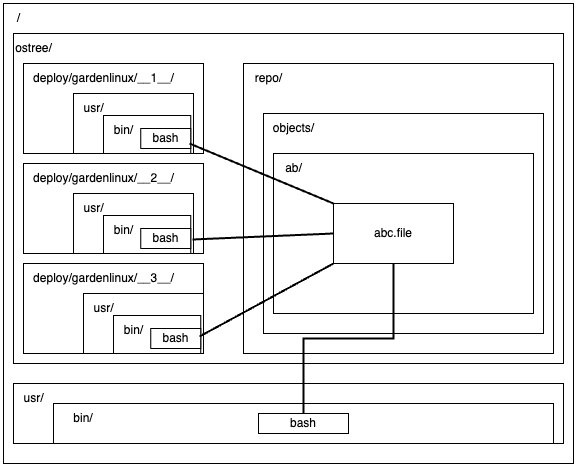 /
ostree/
deploy/gardenlinux/__1__/
usr/
bin/
bash
deploy/gardenlinux/__2__/
usr/
bin/
bash
deploy/gardenlinux/__3__/
usr/
bin/
bash
repo/
objects/
ab/
abc.file
usr/
bin/
bash